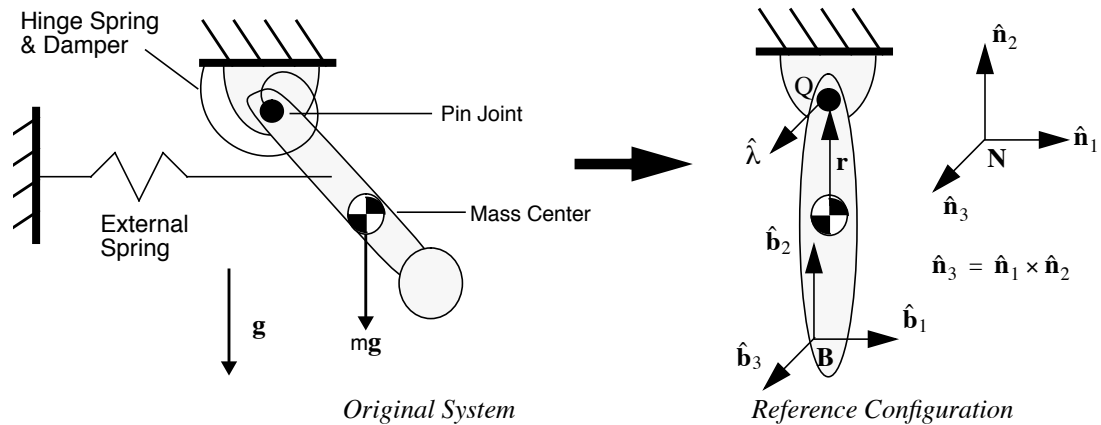 Hinge Spring
& Damper
Pin Joint
Mass Center
External
Spring
g
mg
Original System
Q
λ̂
r
b̂₂
b̂₁
b̂₃
B
n̂₂
n̂₁
N
n̂₃
n̂₃ = n̂₁ × n̂₂
Reference Configuration